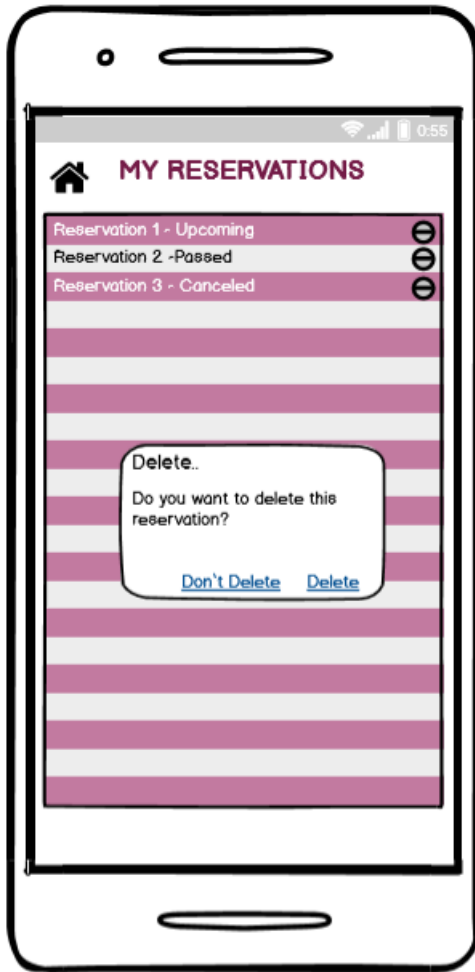 0:55
MY RESERVATIONS
Reservation 1 - Upcoming
Reservation 2 -Passed
Reservation 3 - Canceled
Delete..
Do you want to delete this
reservation?
Don't Delete Delete